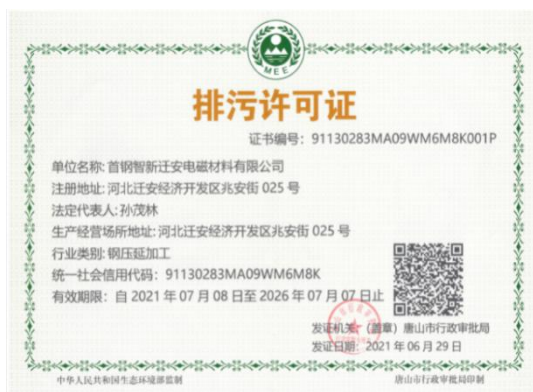 MEE
排污许可证
证书编号：91130283MA09WM6M8K001P
单位名称: 首钢智新迁安电磁材料有限公司
注册地址: 河北迁安经济开发区兆安街 025 号
法定代表人: 孙茂林
生产经营场所地址: 河北迁安经济开发区兆安街 025 号
行业类别: 钢压延加工
统一社会信用代码：91130283MA09WM6M8K
有效期限：自 2021 年 07 月 08 日至 2026 年 07 月 07 日止
发证机关：（盖章）唐山市行政审批局
发证日期：2021 年 06 月 29 日
中华人民共和国生态环境部监制
唐山市行政审批局印制